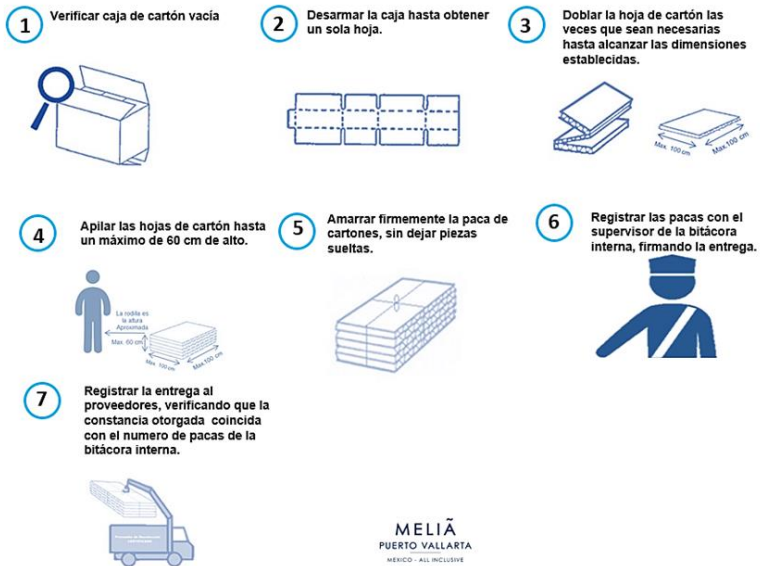 1
Verificar caja de cartón vacía
2
Desarmar la caja hasta obtener
un sola hoja.
3
Doblar la hoja de cartón las
veces que sean necesarias
hasta alcanzar las dimensiones
establecidas.
Max. 100 cm
Max.100 cm
4
Apilar las hojas de cartón hasta
un máximo de 60 cm de alto.
La rodilla es
la altura
Aproximada
Max. 60 cm
Max. 100 cm
Max.100 cm
5
Amarrar firmemente la paca de
cartones, sin dejar piezas
sueltas.
6
Registrar las pacas con el
supervisor de la bitácora
interna, firmando la entrega.
7
Registrar la entrega al
proveedores, verificando que la
constancia otorgada coincida
con el numero de pacas de la
bitácora interna.
MELIÃ
PUERTO VALLARTA
MEXICO - ALL INCLUSIVE